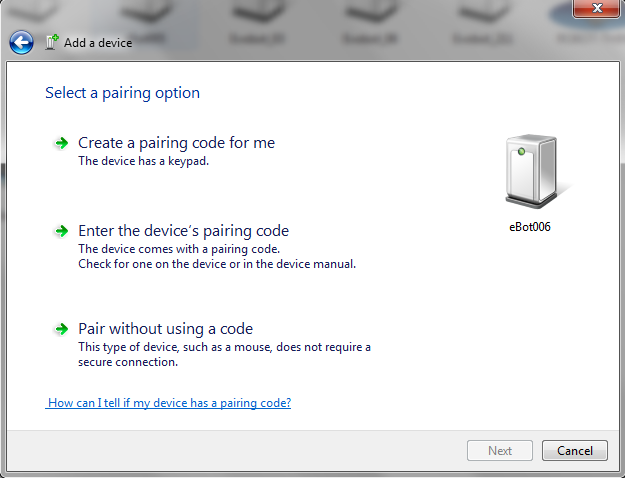 Add a device
Select a pairing option
Create a pairing code for me
The device has a keypad.
Enter the device's pairing code
The device comes with a pairing code.
Check for one on the device or in the device manual.
eBot006
Pair without using a code
This type of device, such as a mouse, does not require a
secure connection.
How can I tell if my device has a pairing code?
Next
Cancel